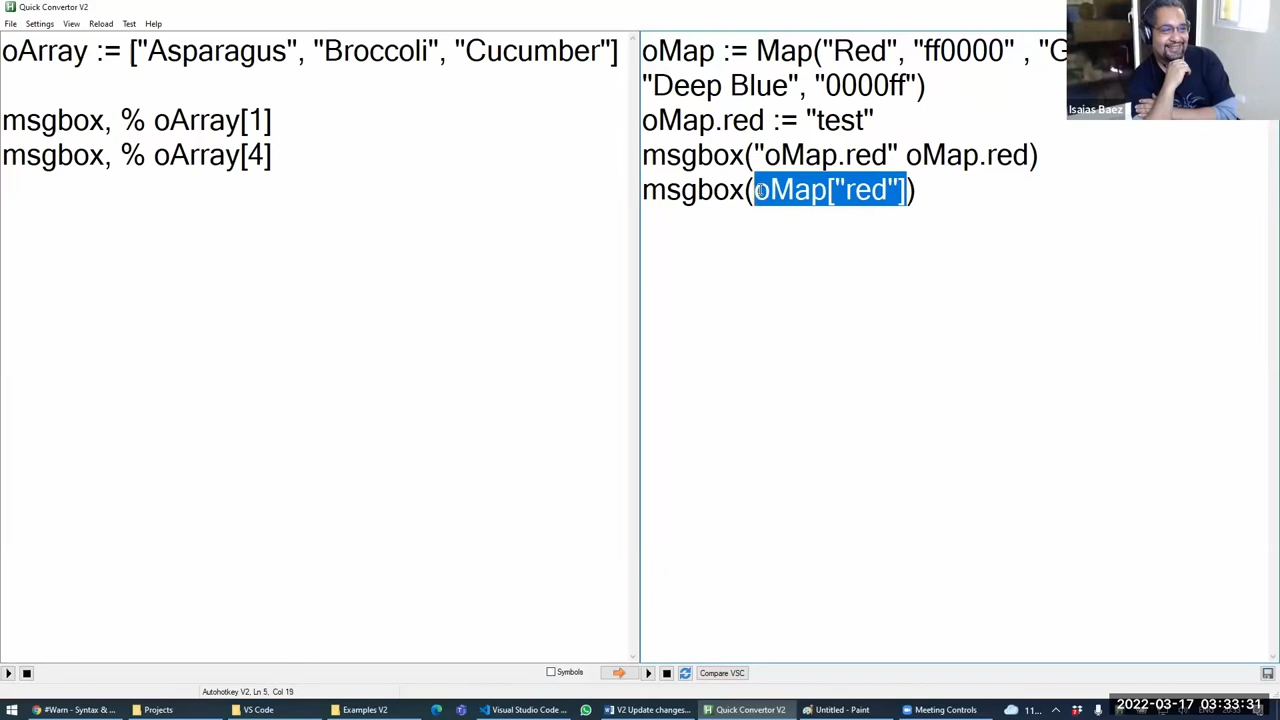 Quick Convertor V2
File Settings View Reload Test Help
oArray := ["Asparagus", "Broccoli", "Cucumber"]
msgbox, % oArray[1]
msgbox, % oArray[4]
oMap := Map("Red", "ff0000" , "G
"Deep Blue", "0000ff")
oMap.red := "test"
msgbox("oMap.red" oMap.red)
msgbox(oMap["red"])
Isaias Baez
Symbols
Compare VSC
Autohotkey V2, Ln 5, Col 19
#Warn - Syntax & ...
Projects
VS Code
Examples V2
Visual Studio Code ...
V2 Update changes...
Quick Convertor V2
Untitled - Paint
Meeting Controls
11...
2022-03-17 03:33:31